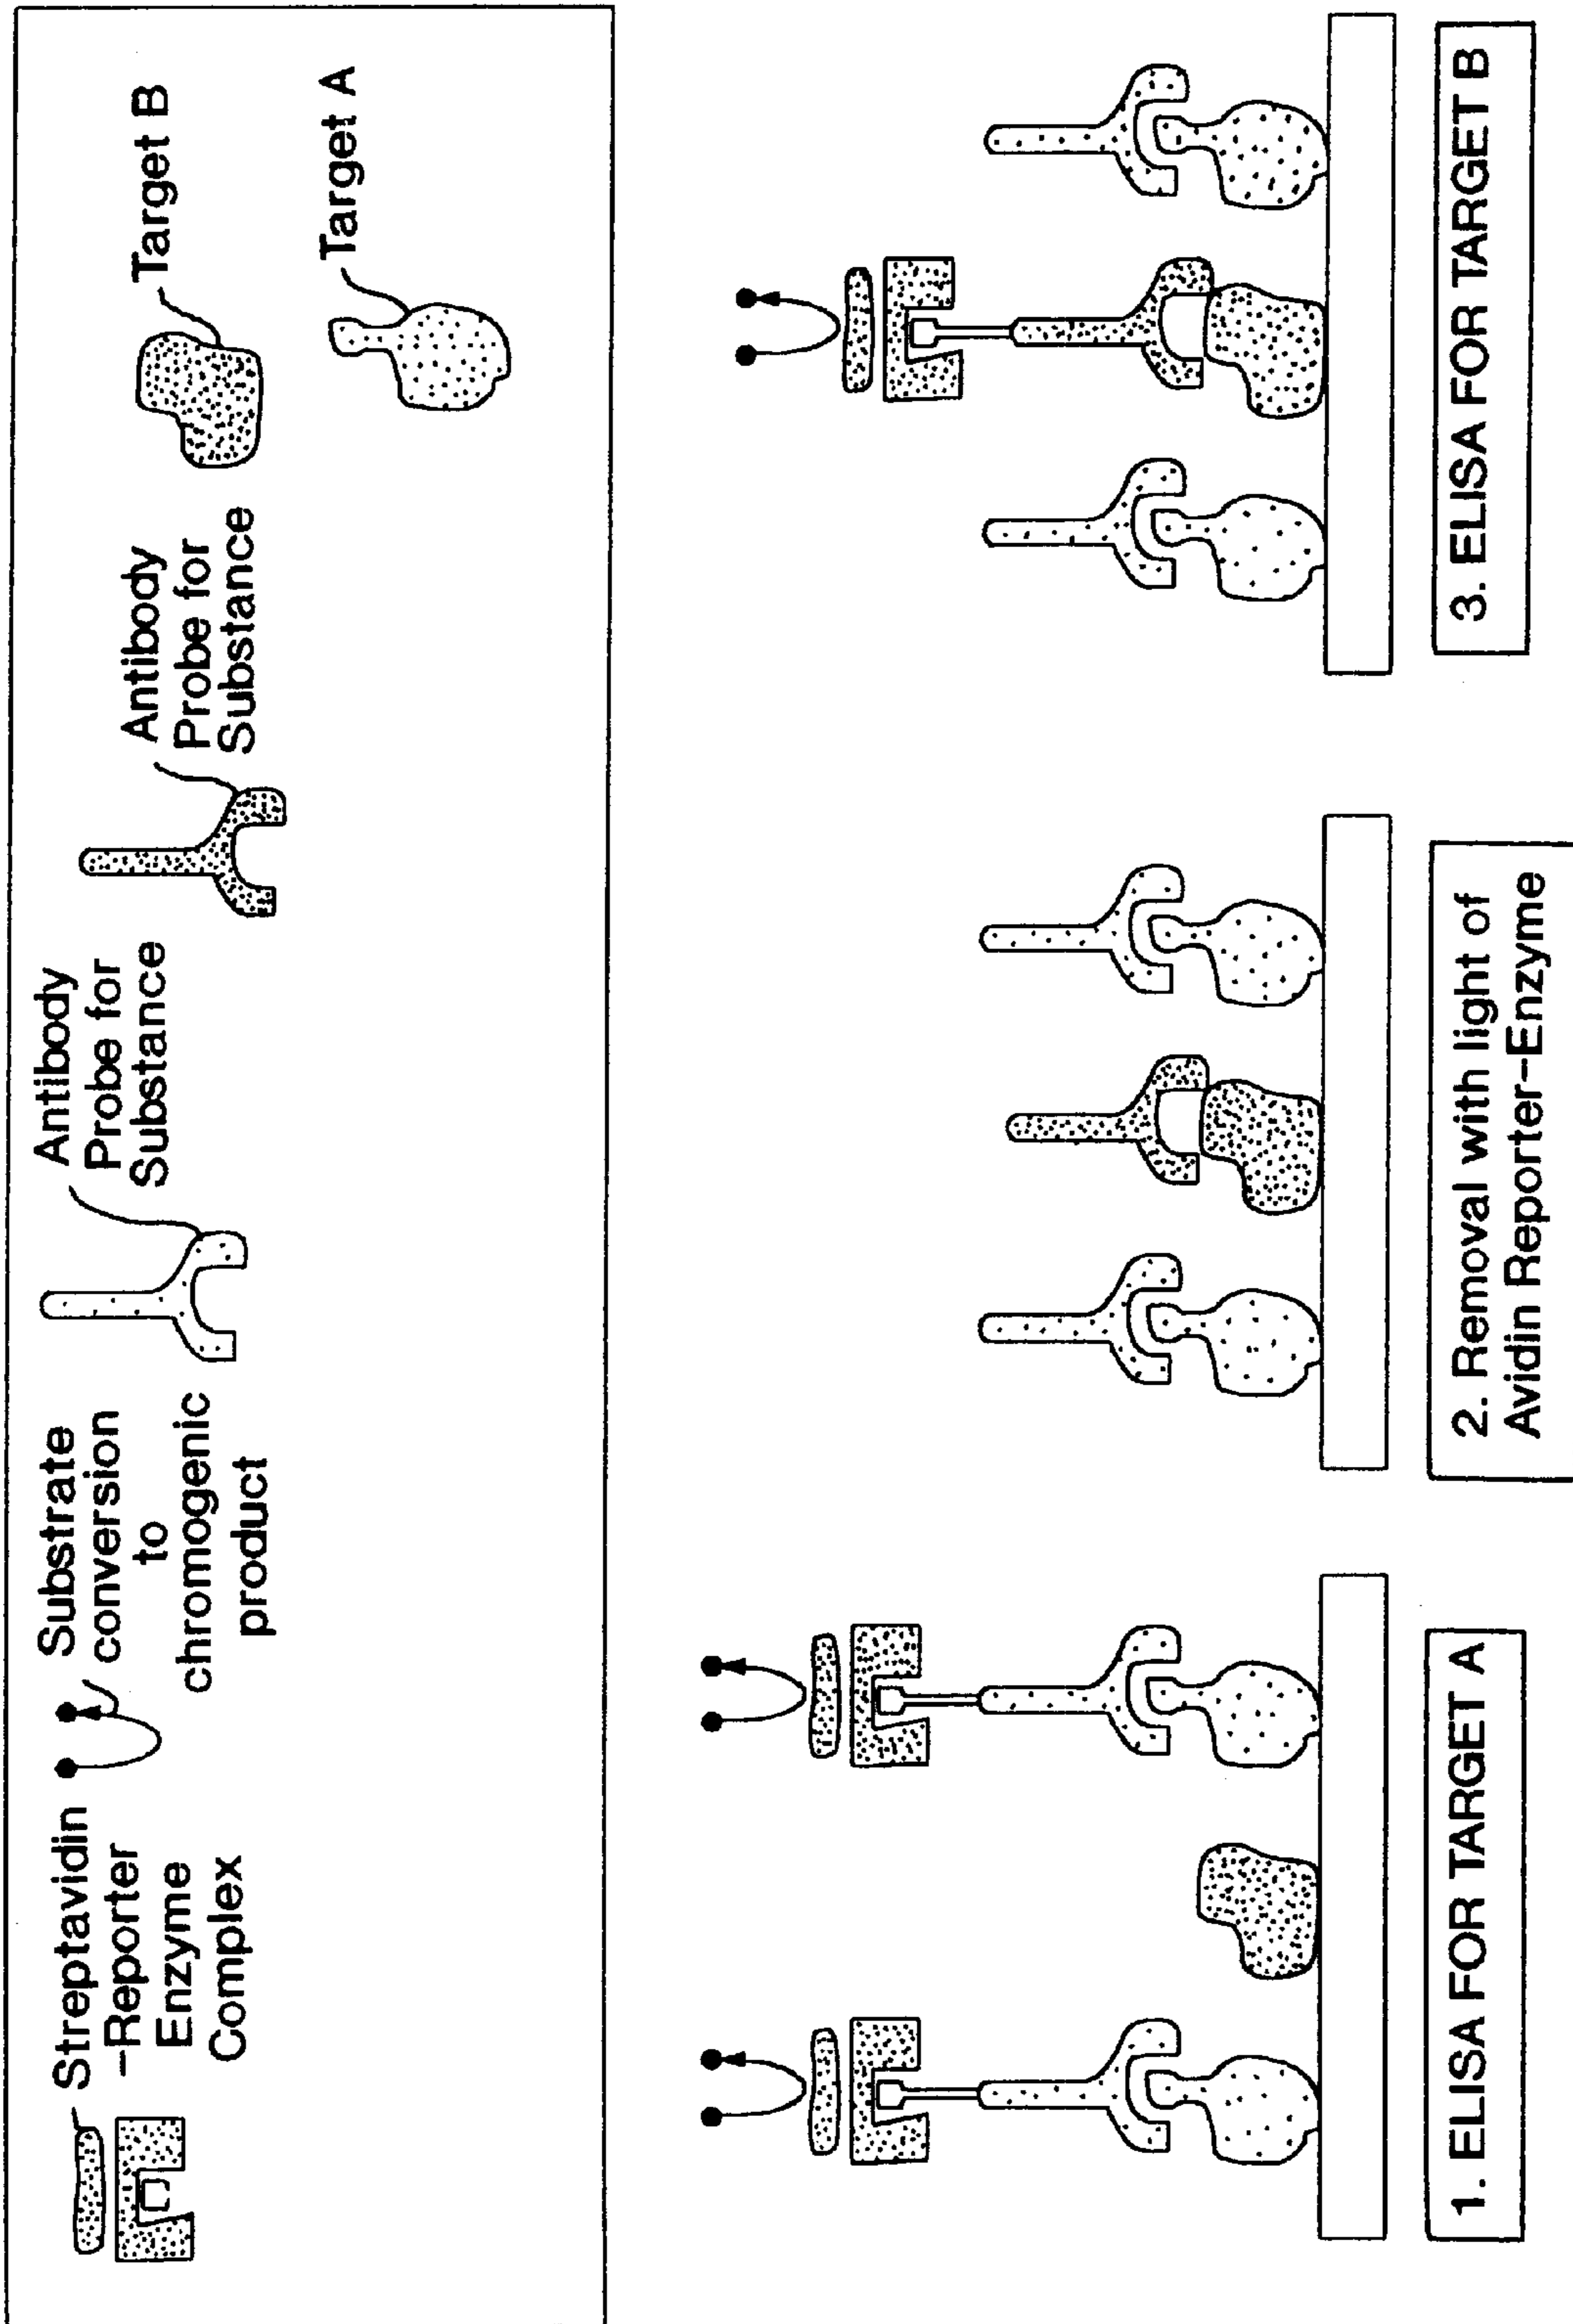 Streptavidin
-Reporter
Enzyme
Complex
Substrate
conversion
to
chromogenic
product
Antibody
Probe for
Substance
Antibody
Probe for
Substance
Target B
Target A
1. ELISA FOR TARGET A
2. Removal with light of
Avidin Reporter-Enzyme
3. ELISA FOR TARGET B